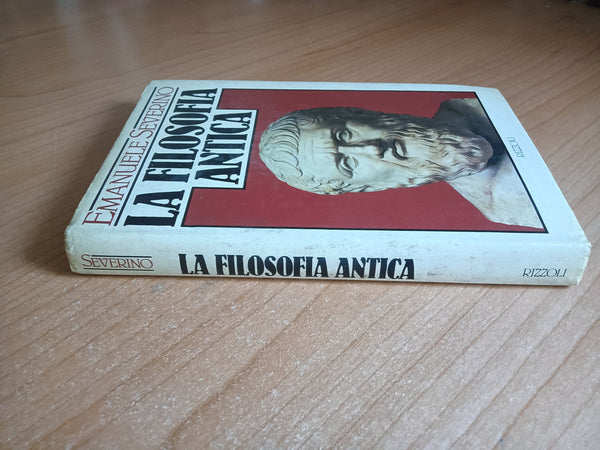 EMANUELE SEVERINO
LA FILOSOFIA
ANTICA
RIZZOLI
SEVERINO
LA FILOSOFIA ANTICA
RIZZOLI